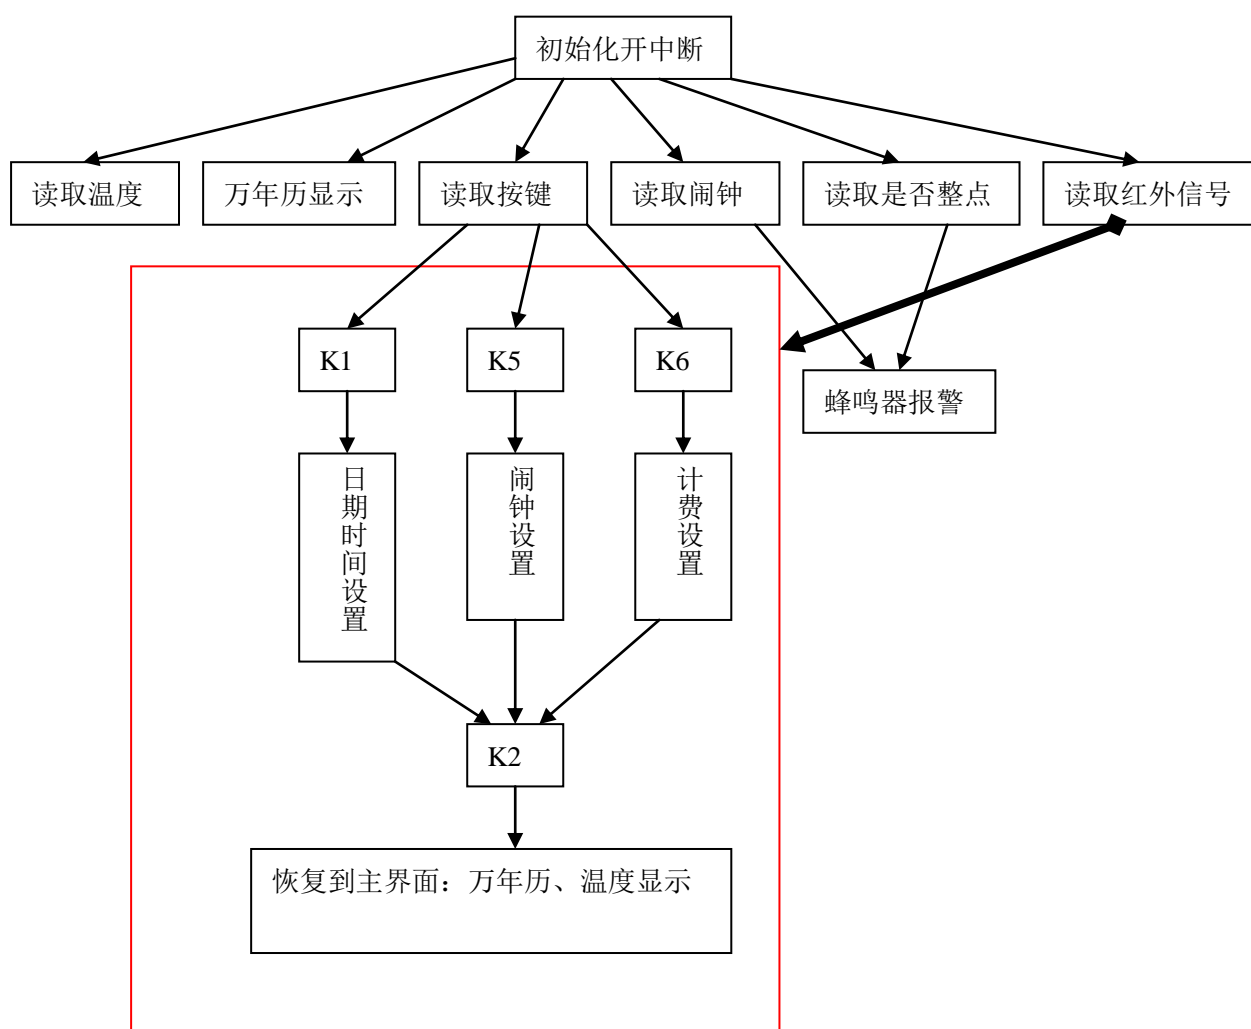 初始化开中断
读取温度
万年历显示
读取按键
读取闹钟
读取是否整点
读取红外信号
K1
K5
K6
蜂鸣器报警
日期时间设置
闹钟设置
计费设置
K2
恢复到主界面：万年历、温度显示